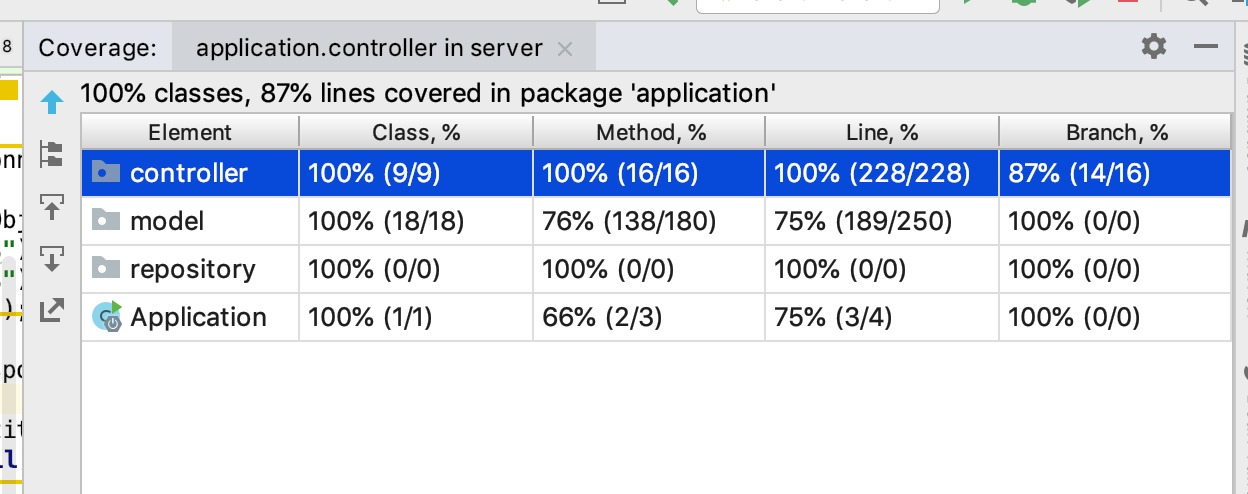 8
Coverage: application.controller in server
100% classes, 87% lines covered in package 'application'
Element Class, % Method, % Line, % Branch, %
controller 100% (9/9) 100% (16/16) 100% (228/228) 87% (14/16)
model 100% (18/18) 76% (138/180) 75% (189/250) 100% (0/0)
repository 100% (0/0) 100% (0/0) 100% (0/0) 100% (0/0)
Application 100% (1/1) 66% (2/3) 75% (3/4) 100% (0/0)